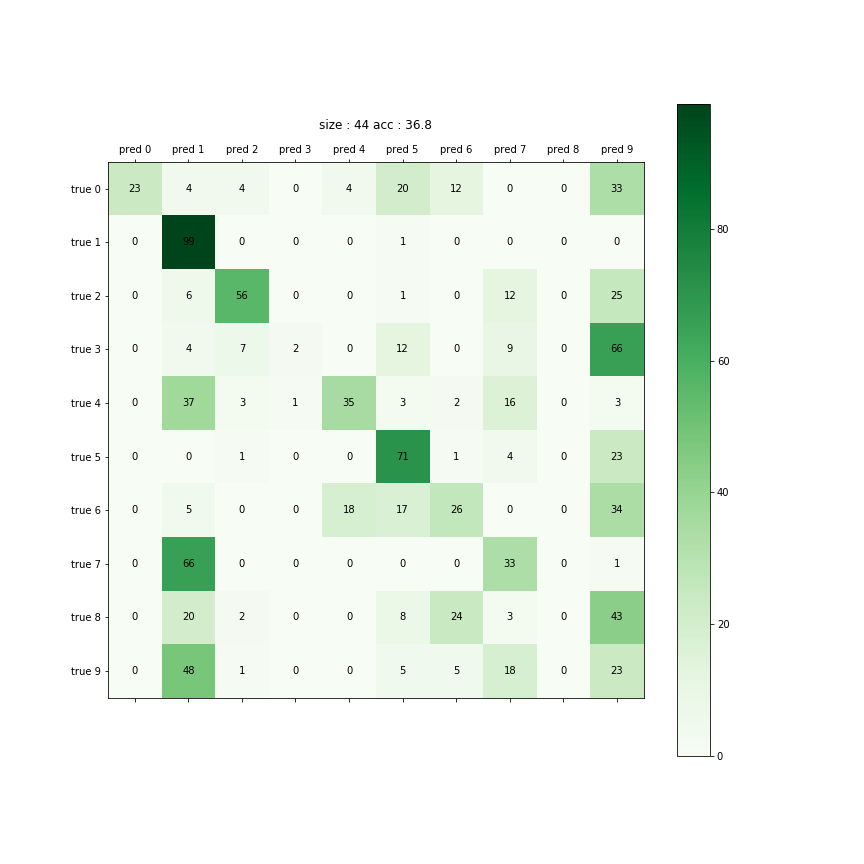 size : 44 acc : 36.8
pred 0 pred 1 pred 2 pred 3 pred 4 pred 5 pred 6 pred 7 pred 8 pred 9
true 0 23 4 4 0 4 20 12 0 0 33
true 1 0 99 0 0 0 1 0 0 0 0
80
true 2 0 6 56 0 0 1 0 12 0 25
true 3 0 4 7 2 0 12 0 9 0 66
60
true 4 0 37 3 1 35 3 2 16 0 3
true 5 0 0 1 0 0 71 1 4 0 23
40
true 6 0 5 0 0 18 17 26 0 0 34
true 7 0 66 0 0 0 0 0 33 0 1
true 8 0 20 2 0 0 8 24 3 0 43
20
true 9 0 48 1 0 0 5 5 18 0 23
0